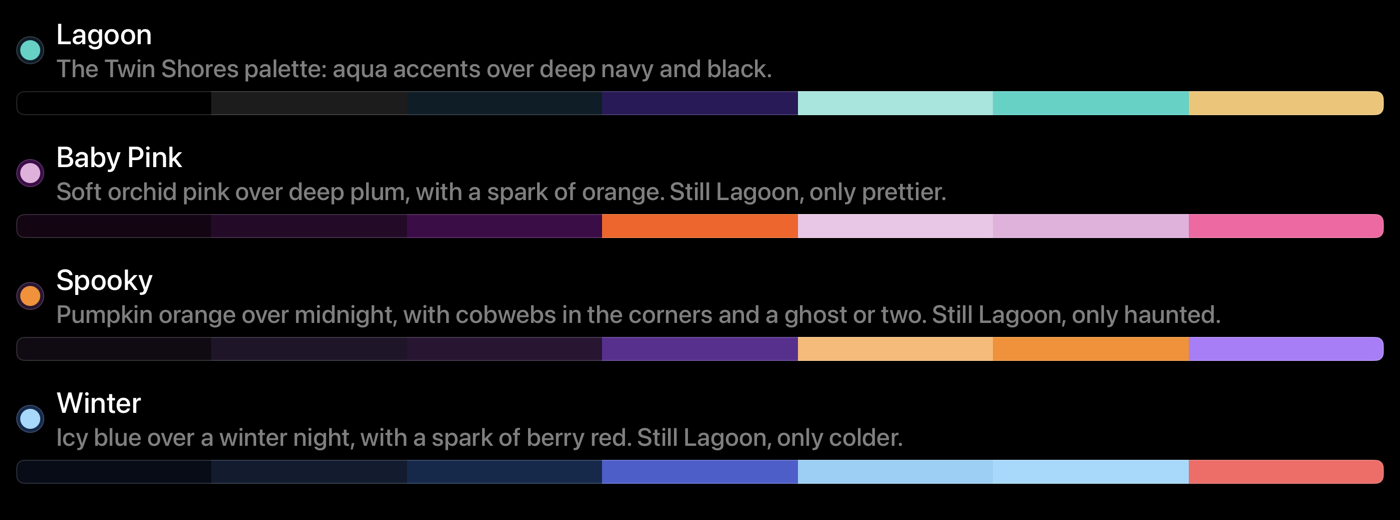 Lagoon
The Twin Shores palette: aqua accents over deep navy and black.
Baby Pink
Soft orchid pink over deep plum, with a spark of orange. Still Lagoon, only prettier.
Spooky
Pumpkin orange over midnight, with cobwebs in the corners and a ghost or two. Still Lagoon, only haunted.
Winter
Icy blue over a winter night, with a spark of berry red. Still Lagoon, only colder.